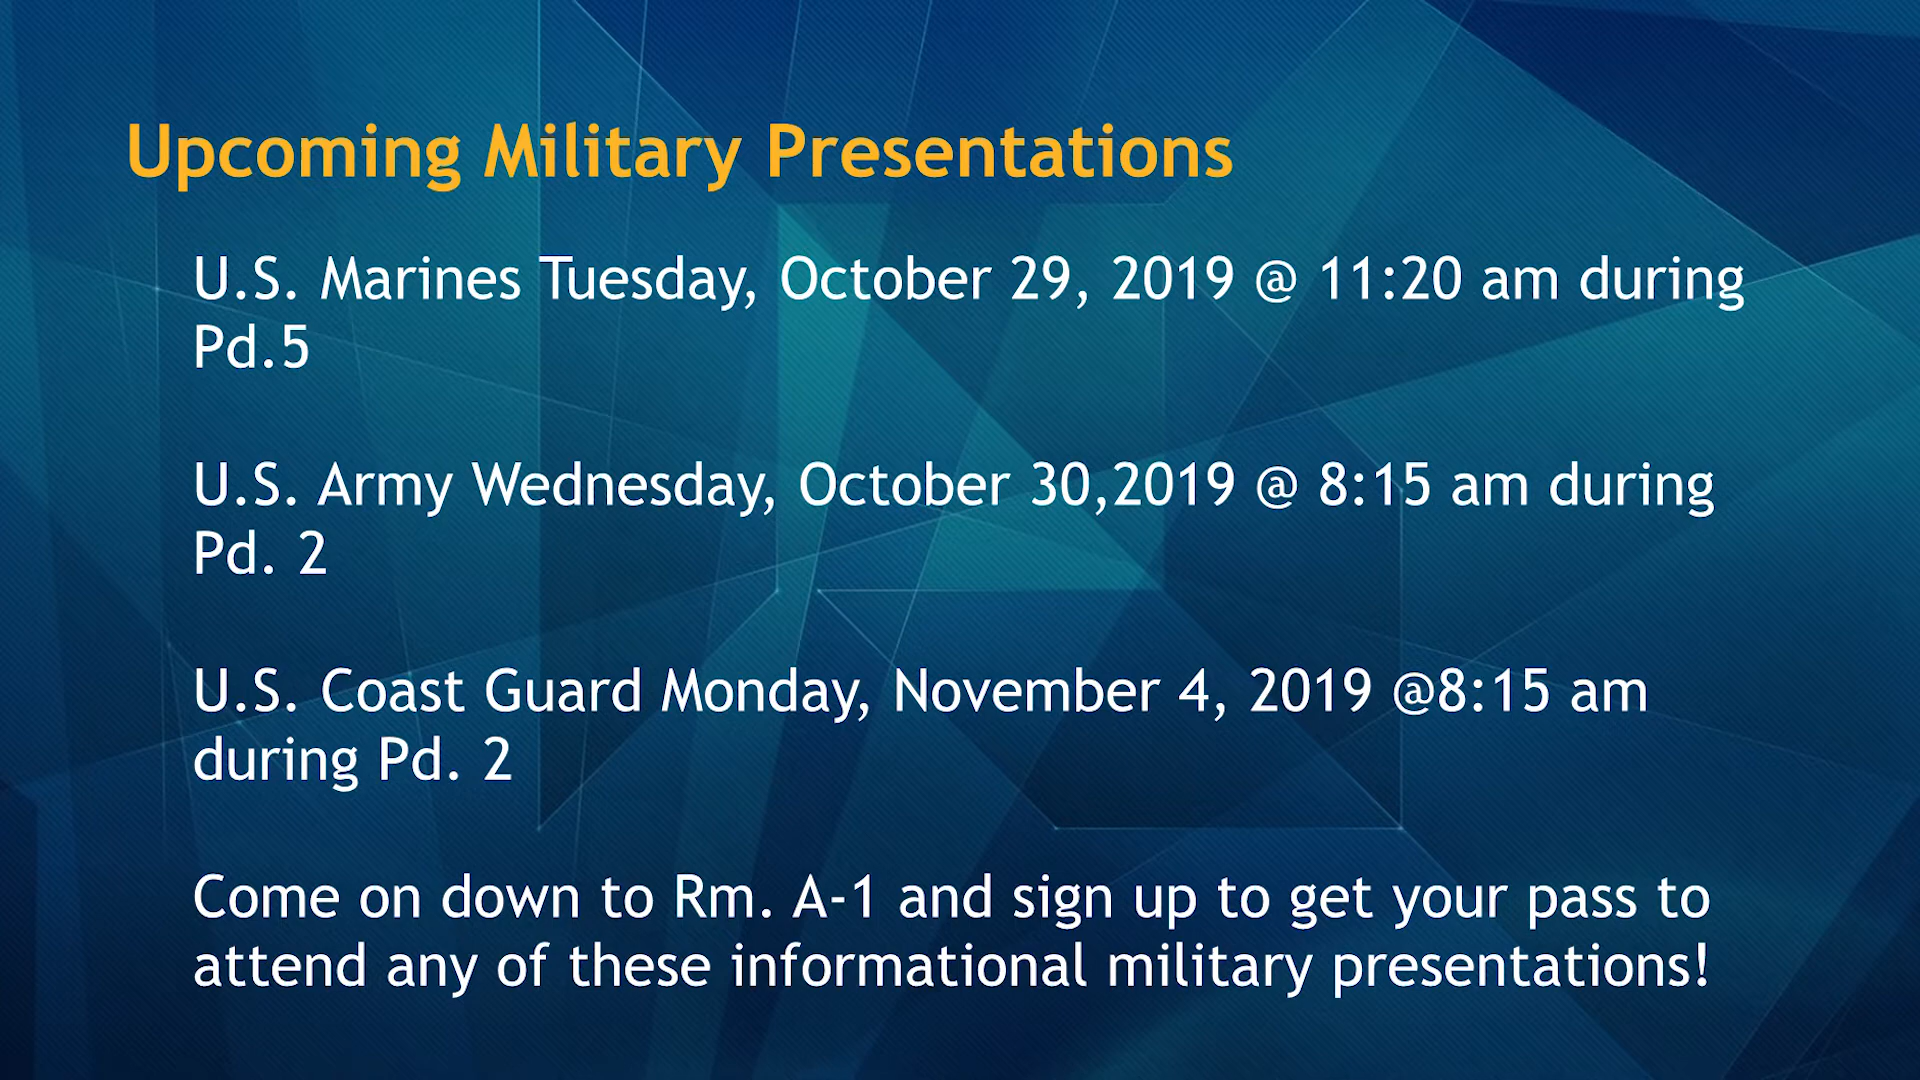 Upcoming Military Presentations
U.S. Marines Tuesday, October 29, 2019 @ 11:20 am during
Pd.5
U.S. Army Wednesday, October 30,2019 @ 8:15 am during
Pd. 2
U.S. Coast Guard Monday, November 4, 2019 @8:15 am
during Pd. 2
Come on down to Rm. A-1 and sign up to get your pass to
attend any of these informational military presentations!